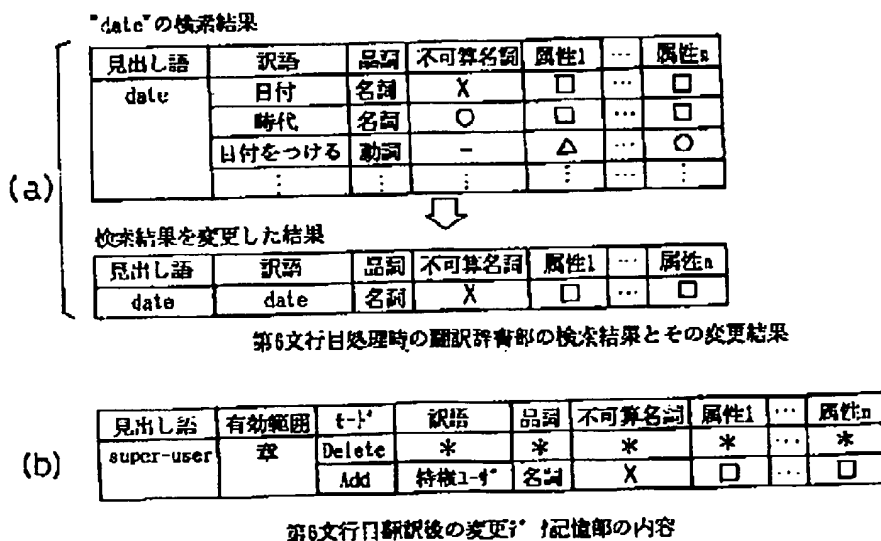 "date"の検索結果
見出し語 訳語 品詞 不可算名詞 属性1 … 属性n
date 日付 名詞 X □ … □
時代 名詞 ○ □ … □
日付をつける 動詞 − △ … ○
⋮ ⋮ ⋮ ⋮ ⋮ ⋮
(a)
検索結果を変更した結果
見出し語 訳語 品詞 不可算名詞 属性1 … 属性n
date date 名詞 X □ … □
第6文行目処理時の翻訳辞書部の検索結果とその変更結果
(b)
見出し語 有効範囲 モード 訳語 品詞 不可算名詞 属性1 … 属性n
super-user 章 Delete * * * * … *
Add 特権ユーザ 名詞 X □ … □
第6文行目翻訳後の変更データ記憶部の内容